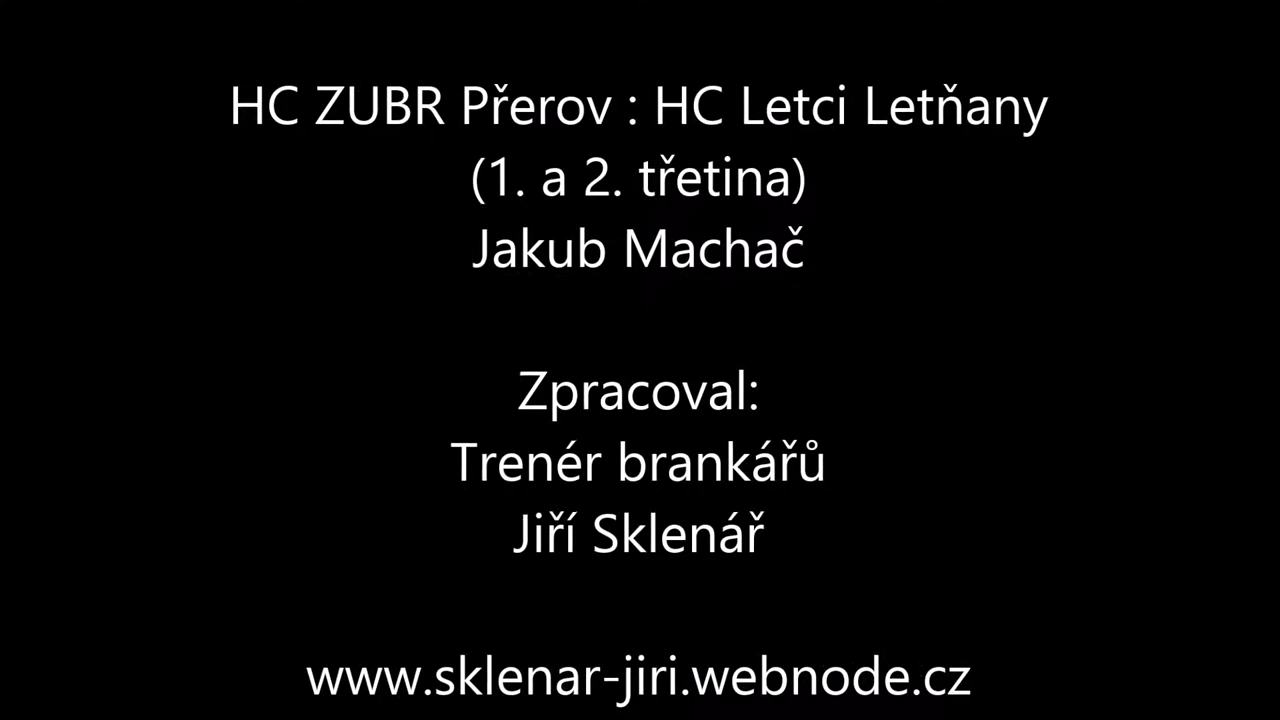 HC ZUBR Přerov : HC Letci Letňany
(1. a 2. třetina)
Jakub Machač
Zpracoval:
Trenér brankářů
Jiří Sklenář
www.sklenar-jiri.webnode.cz